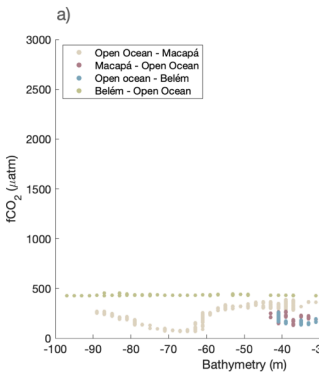 a)
3000
Open Ocean - Macapá
Macapá - Open Ocean
Open ocean - Belém
Belém - Open Ocean
2500
2000
1500
1000
500
0
fCO2 (µatm)
-100 -90 -80 -70 -60 -50 -40
Bathymetry (m)